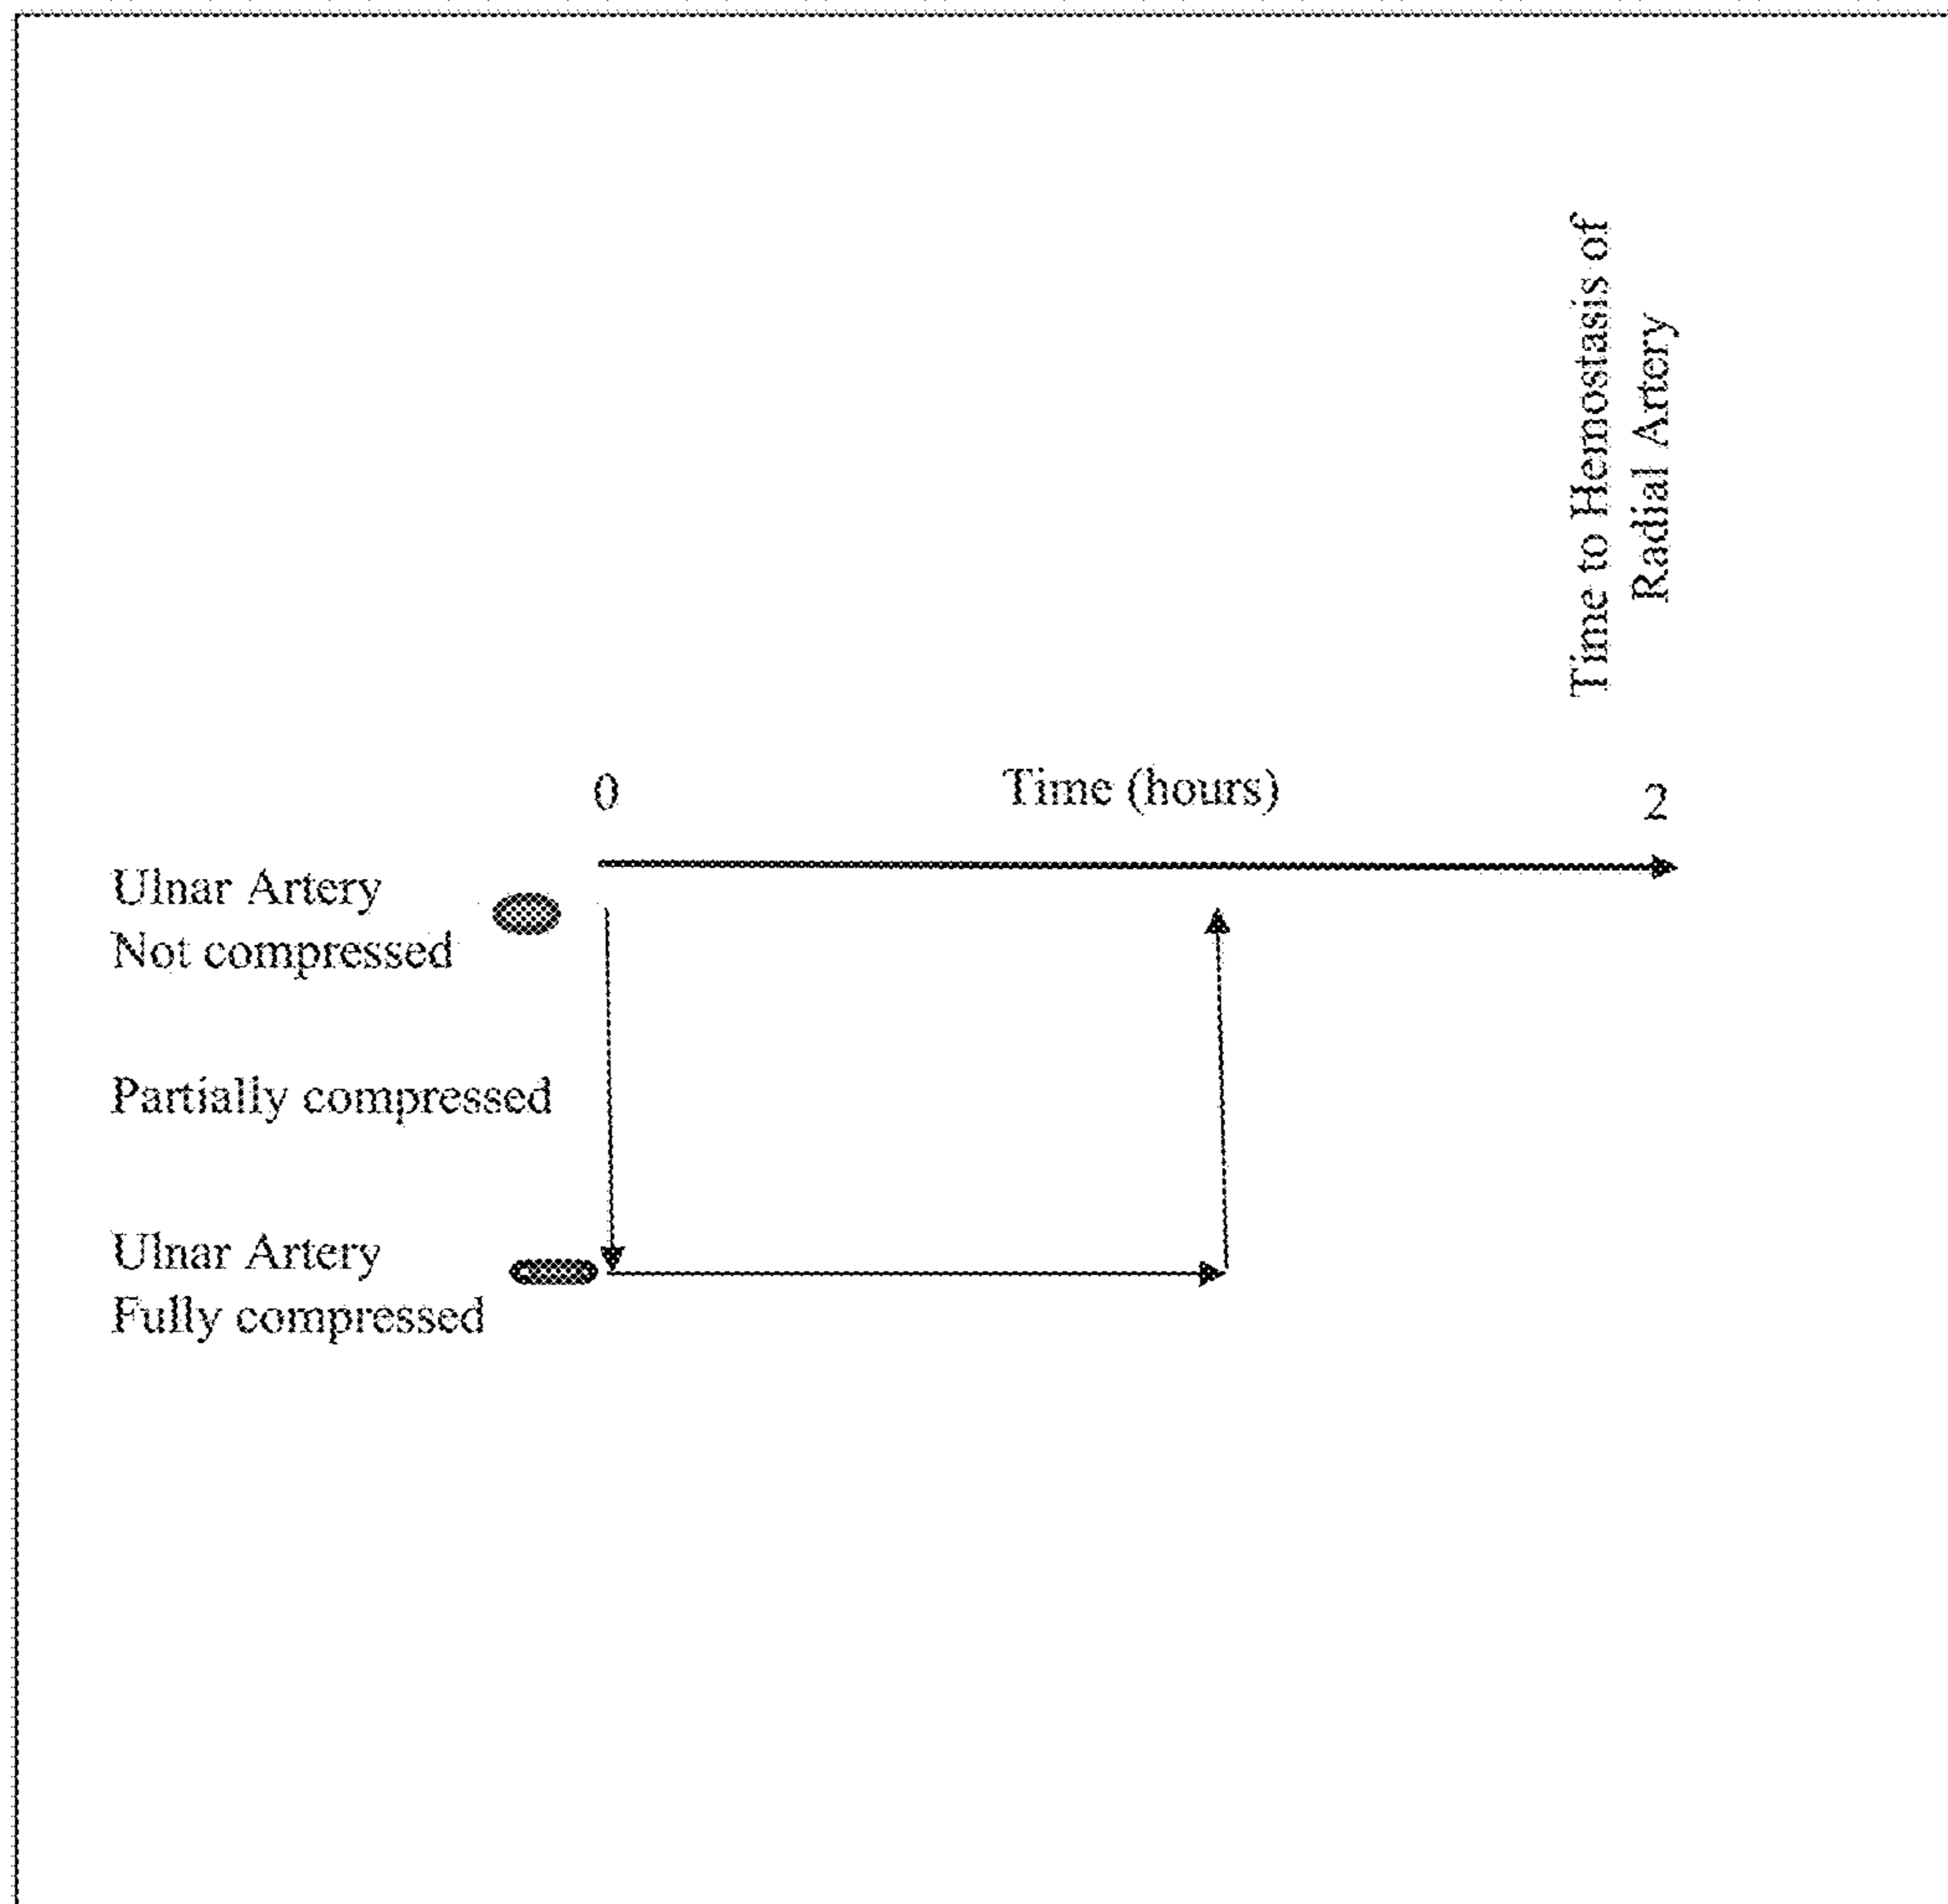 Time to Hemostasis of
Radial Artery
0
Time (hours)
2
Ulnar Artery
Not compressed
Partially compressed
Ulnar Artery
Fully compressed